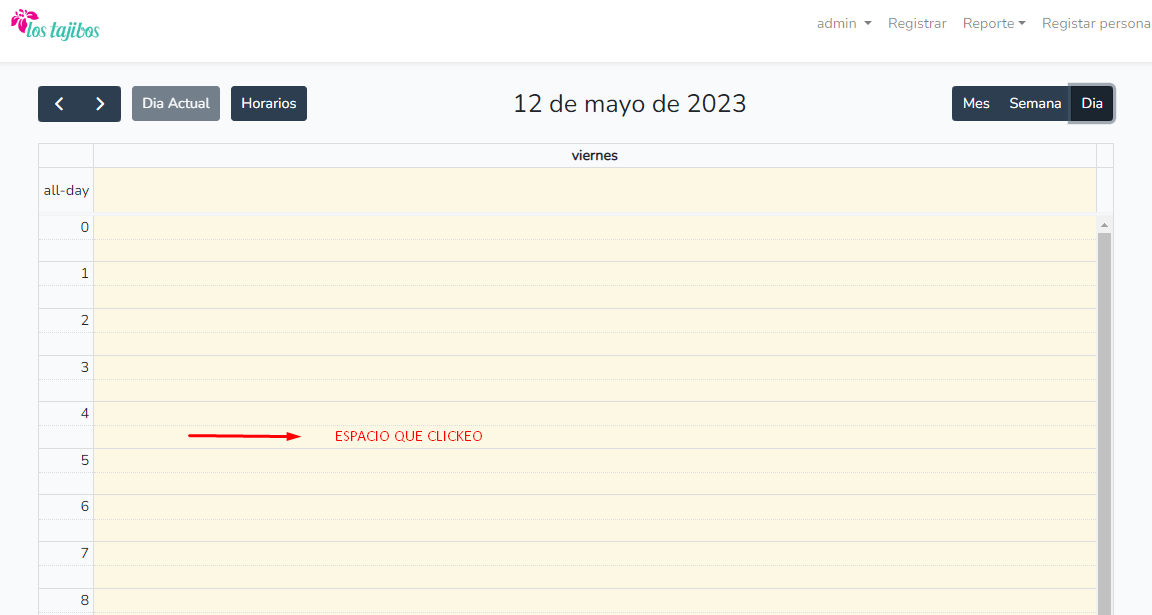 los tajibos
admin Registrar Reporte Registar persona
Dia Actual Horarios 12 de mayo de 2023 Mes Semana Dia
viernes
all-day
0
1
2
3
4
ESPACIO QUE CLICKEO
5
6
7
8